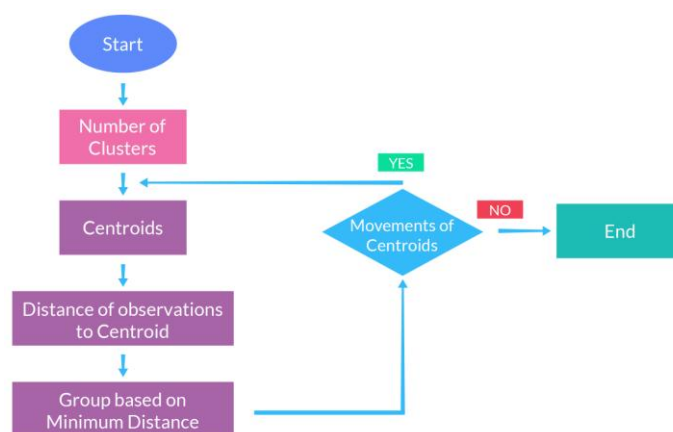 Start
Number of
Clusters
YES
Centroids
Movements of
Centroids
NO
End
Distance of observations
to Centroid
Group based on
Minimum Distance